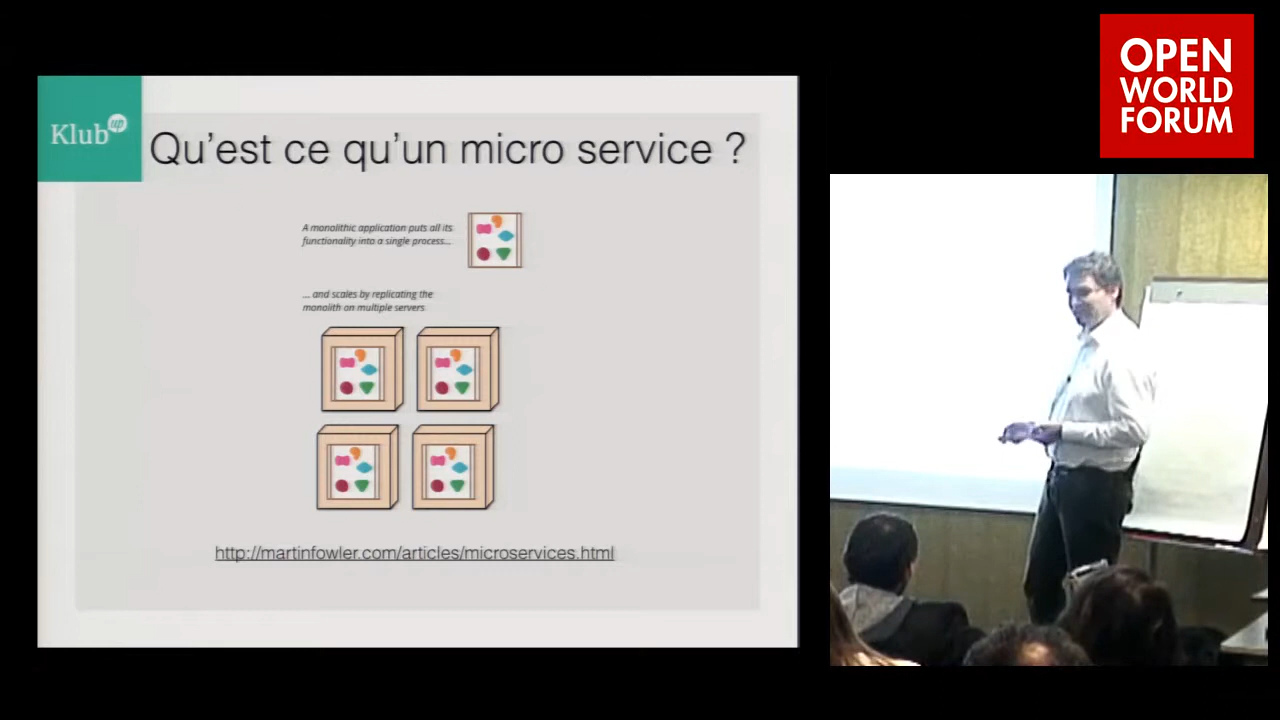 Klub up
Qu'est ce qu'un micro service ?
A monolithic application puts all its
functionality into a single process...
... and scales by replicating the
monolith on multiple servers
http://martinfowler.com/articles/microservices.html
OPEN
WORLD
FORUM